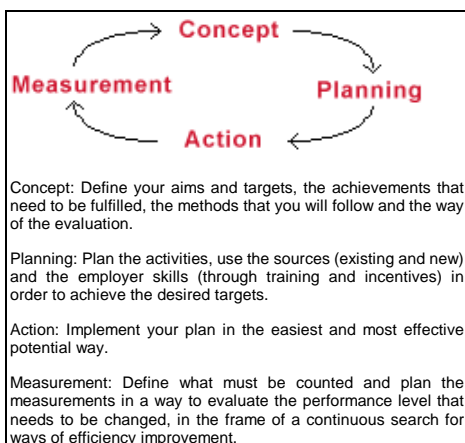 Concept
Measurement
Planning
Action
Concept: Define your aims and targets, the achievements that
need to be fulfilled, the methods that you will follow and the way
of the evaluation.
Planning: Plan the activities, use the sources (existing and new)
and the employer skills (through training and incentives) in
order to achieve the desired targets.
Action: Implement your plan in the easiest and most effective
potential way.
Measurement: Define what must be counted and plan the
measurements in a way to evaluate the performance level that
needs to be changed, in the frame of a continuous search for
ways of efficiency improvement.